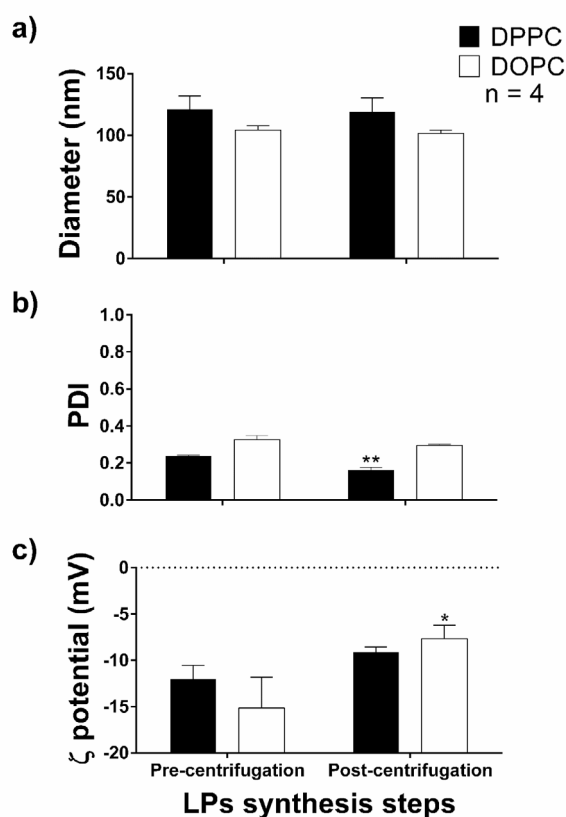 a)
DPPC
DOPC
n = 4
150
100
50
0
Diameter (nm)
b)
1.0
0.8
0.6
0.4
0.2
0.0
PDI
**
c)
0
-5
-10
-15
-20
ζ potential (mV)
*
Pre-centrifugation Post-centrifugation
LPs synthesis steps